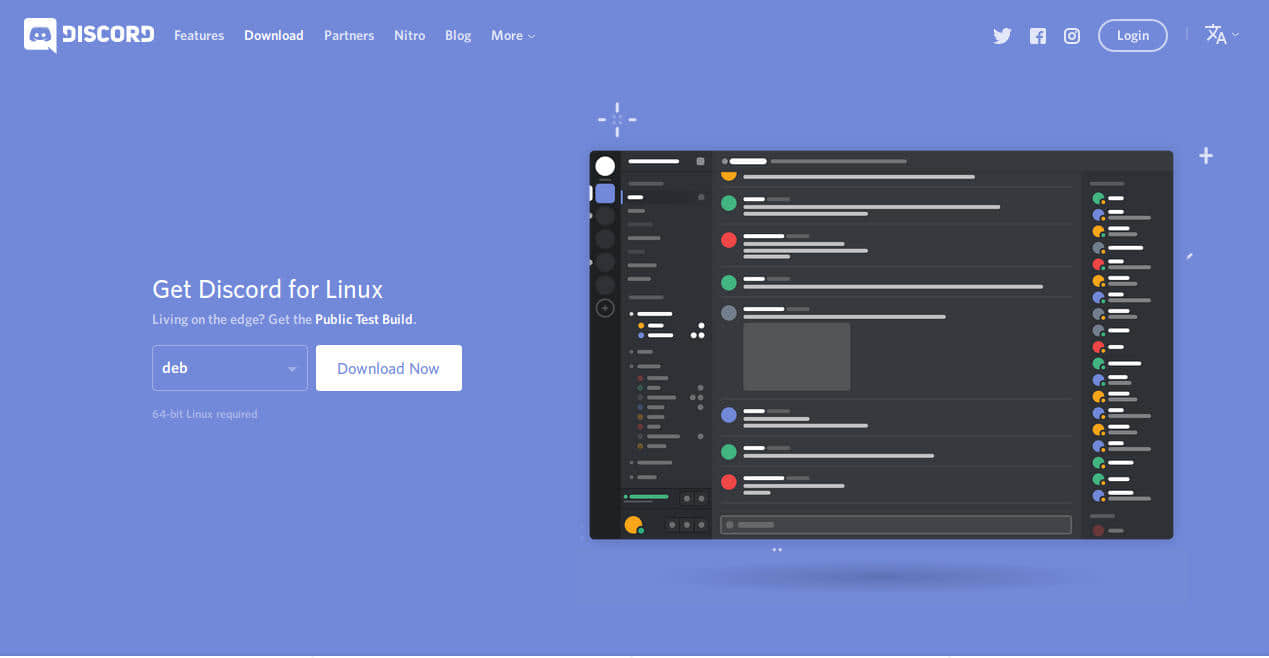 DISCORD Features Download Partners Nitro Blog More Login
Get Discord for Linux
Living on the edge? Get the Public Test Build.
deb Download Now
64-bit Linux required